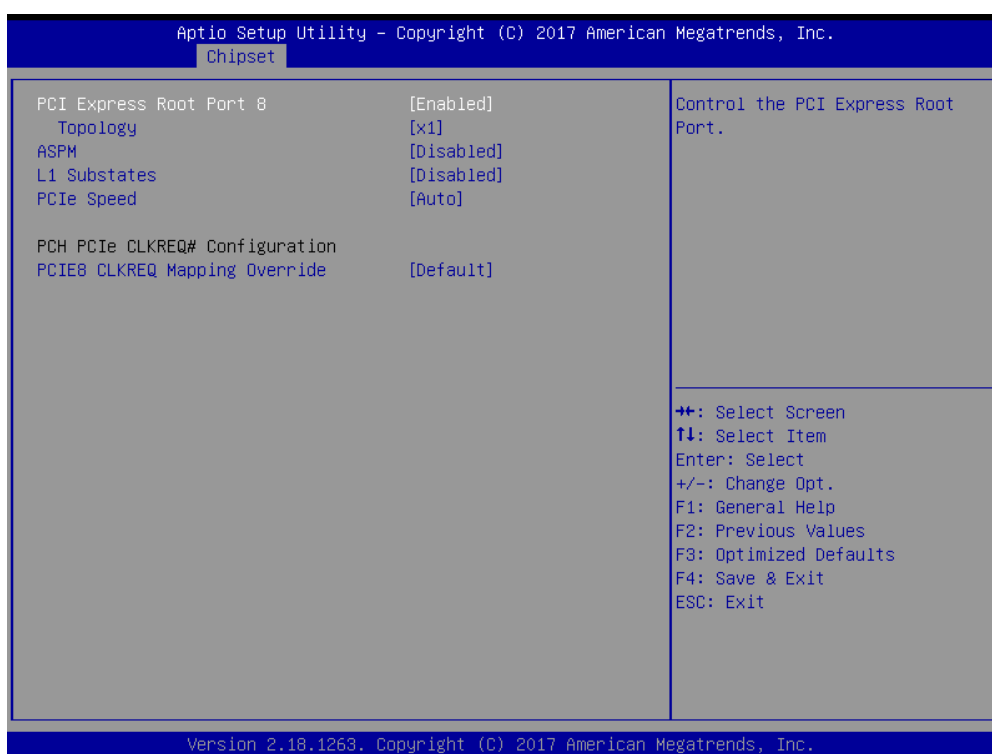 Aptio Setup Utility – Copyright (C) 2017 American Megatrends, Inc.
Chipset
PCI Express Root Port 8 [Enabled]
Topology [x1]
ASPM [Disabled]
L1 Substates [Disabled]
PCIe Speed [Auto]
PCH PCIe CLKREQ# Configuration
PCIE8 CLKREQ Mapping Override [Default]
Control the PCI Express Root
Port.
→←: Select Screen
↑↓: Select Item
Enter: Select
+/-: Change Opt.
F1: General Help
F2: Previous Values
F3: Optimized Defaults
F4: Save & Exit
ESC: Exit
Version 2.18.1263. Copyright (C) 2017 American Megatrends, Inc.